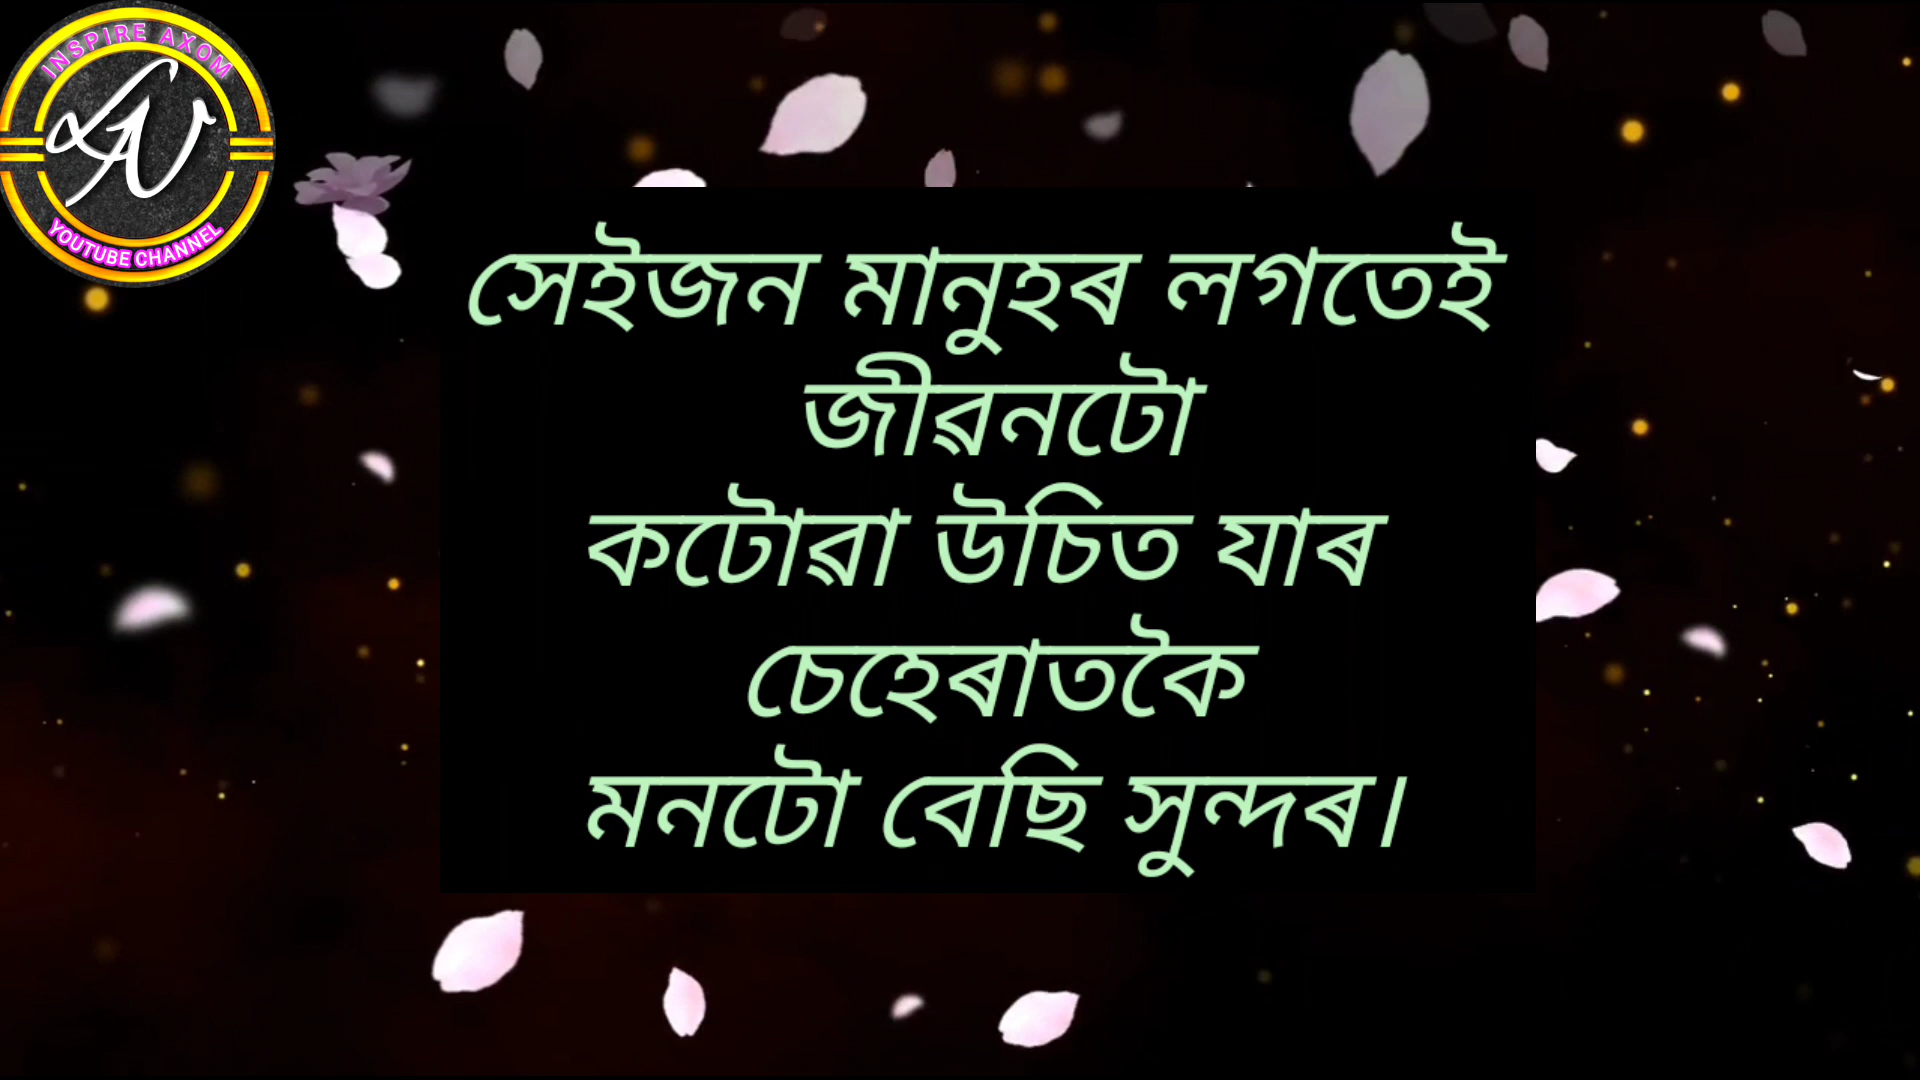 INSPIRE AXOM
YOUTUBE CHANNEL
সেইজন মানুহৰ লগতেই
জীৱনটো
কটোৱা উচিত যাৰ
চেহেৰাতকৈ
মনটো বেছি সুন্দৰ।